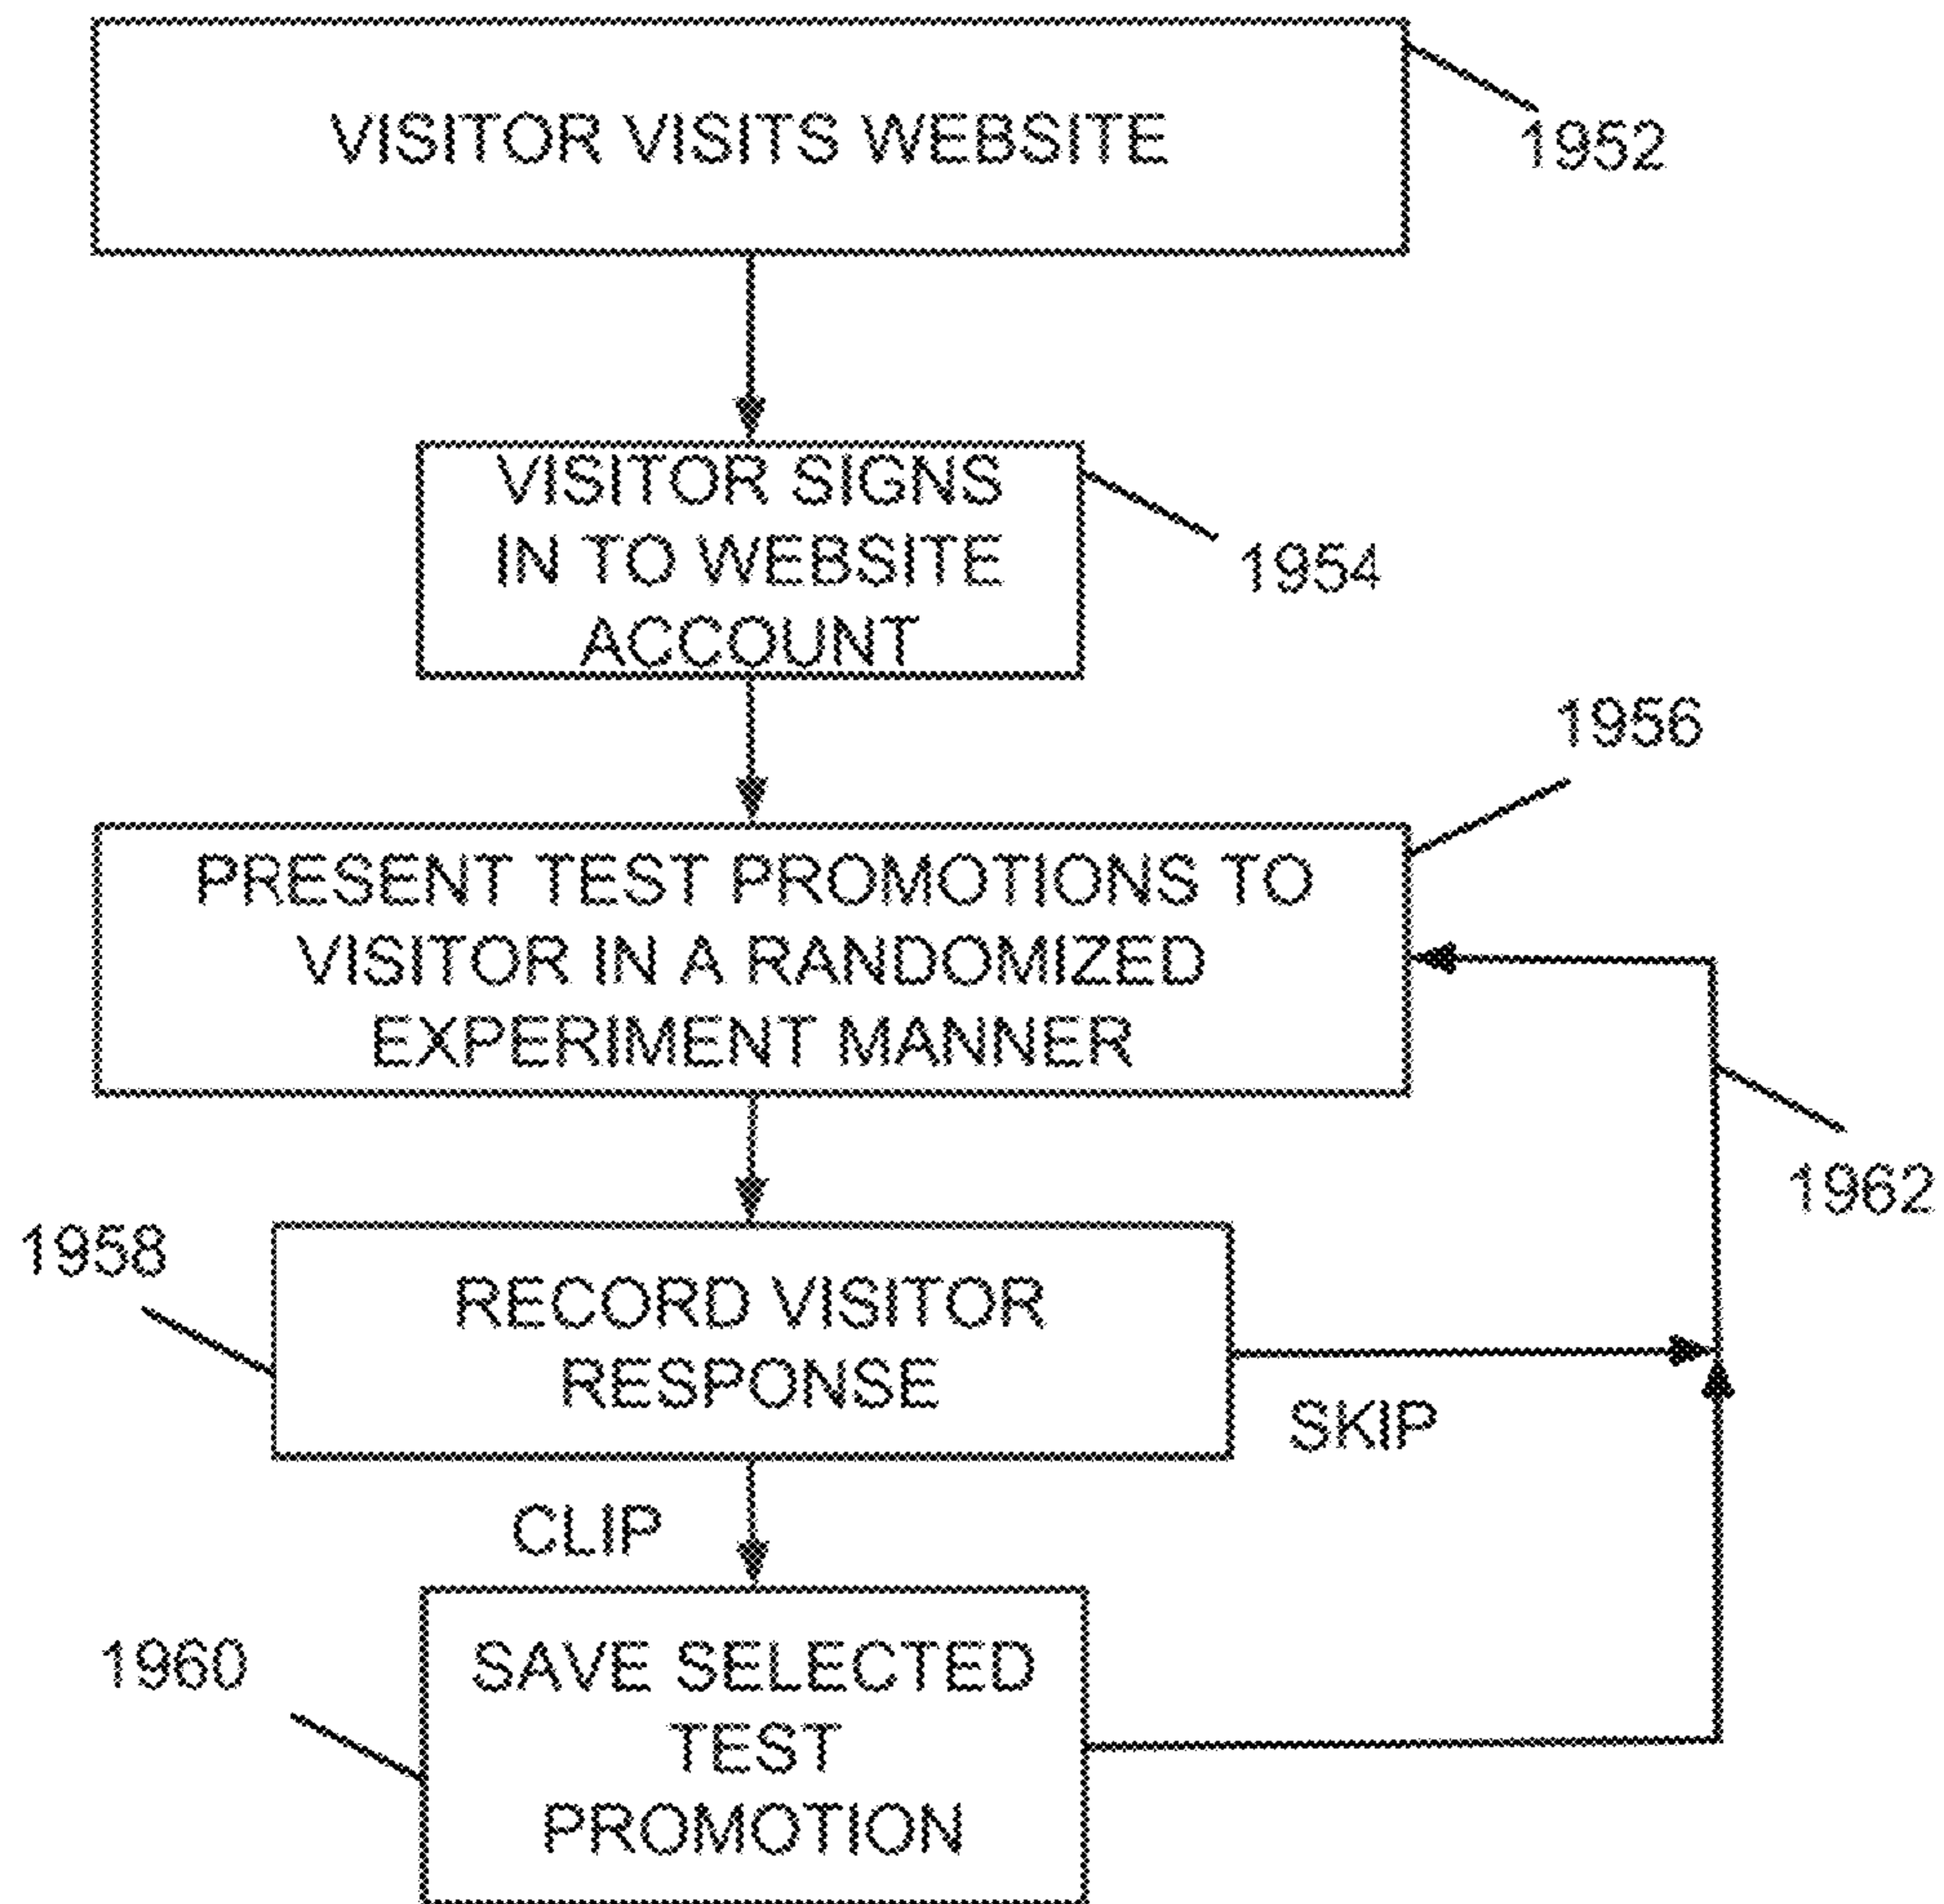 VISITOR VISITS WEBSITE
1952
VISITOR SIGNS
IN TO WEBSITE
ACCOUNT
1954
1956
PRESENT TEST PROMOTIONS TO
VISITOR IN A RANDOMIZED
EXPERIMENT MANNER
1962
1958
RECORD VISITOR
RESPONSE
SKIP
CLIP
1960
SAVE SELECTED
TEST
PROMOTION